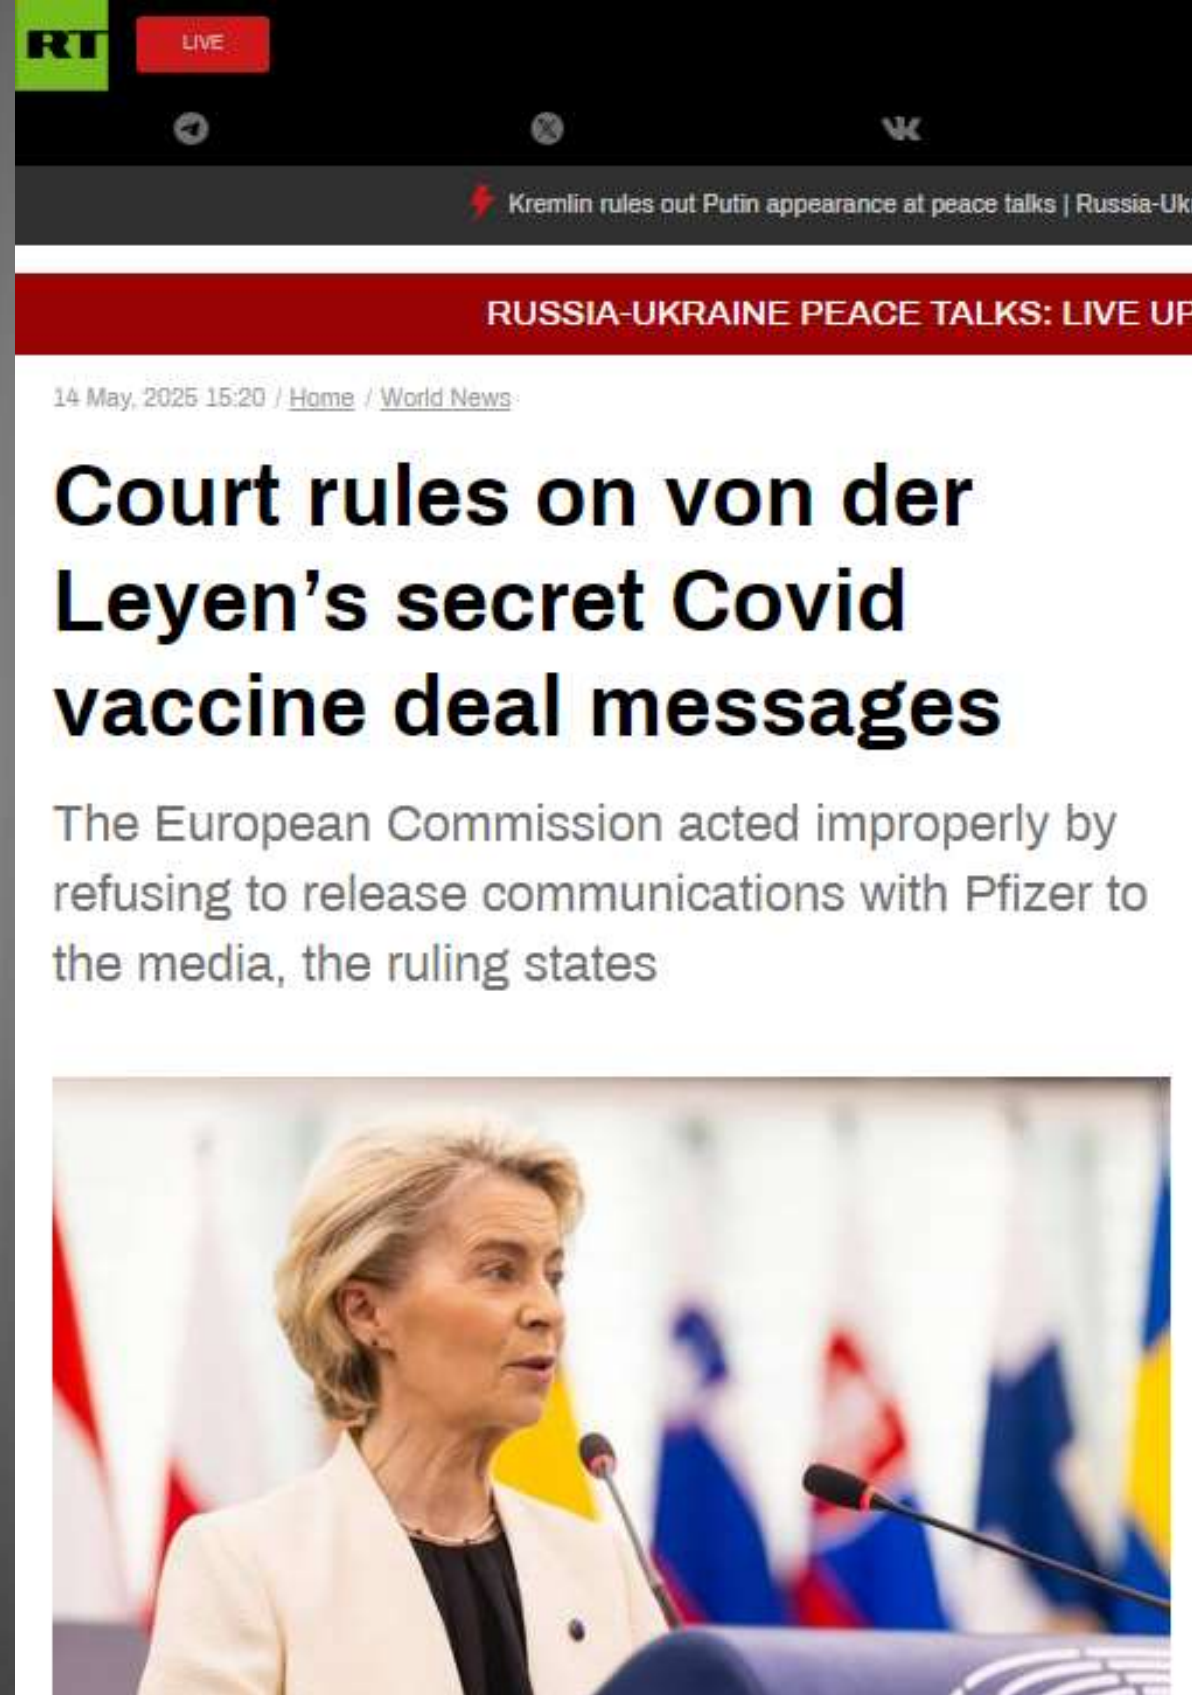 RT
LIVE
Kremlin rules out Putin appearance at peace talks | Russia-Uk
RUSSIA-UKRAINE PEACE TALKS: LIVE UP
14 May, 2025 15:20 / Home / World News
Court rules on von der
Leyen’s secret Covid
vaccine deal messages
The European Commission acted improperly by
refusing to release communications with Pfizer to
the media, the ruling states